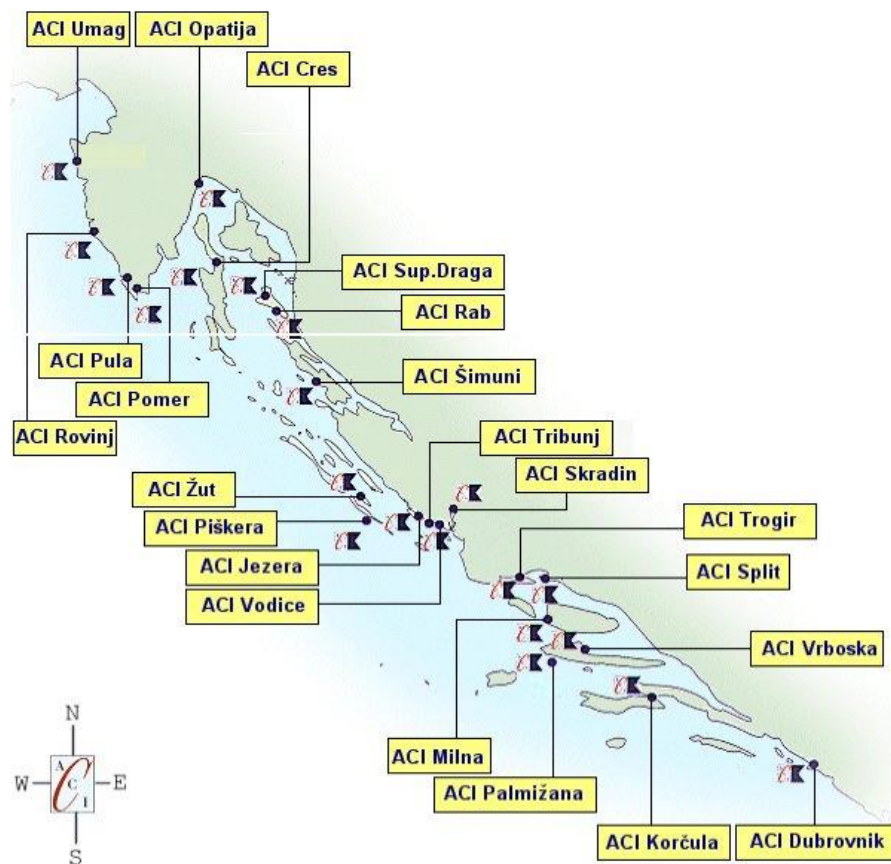 ACI Umag
ACI Opatija
ACI Cres
ACI Sup.Draga
ACI Rab
ACI Pula
ACI Šimuni
ACI Pomer
ACI Rovinj
ACI Tribunj
ACI Skradin
ACI Žut
ACI Piškera
ACI Trogir
ACI Jezera
ACI Split
ACI Vodice
ACI Vrboska
ACI Milna
ACI Palmižana
ACI Korčula
ACI Dubrovnik
N
W
A
C
I
E
S